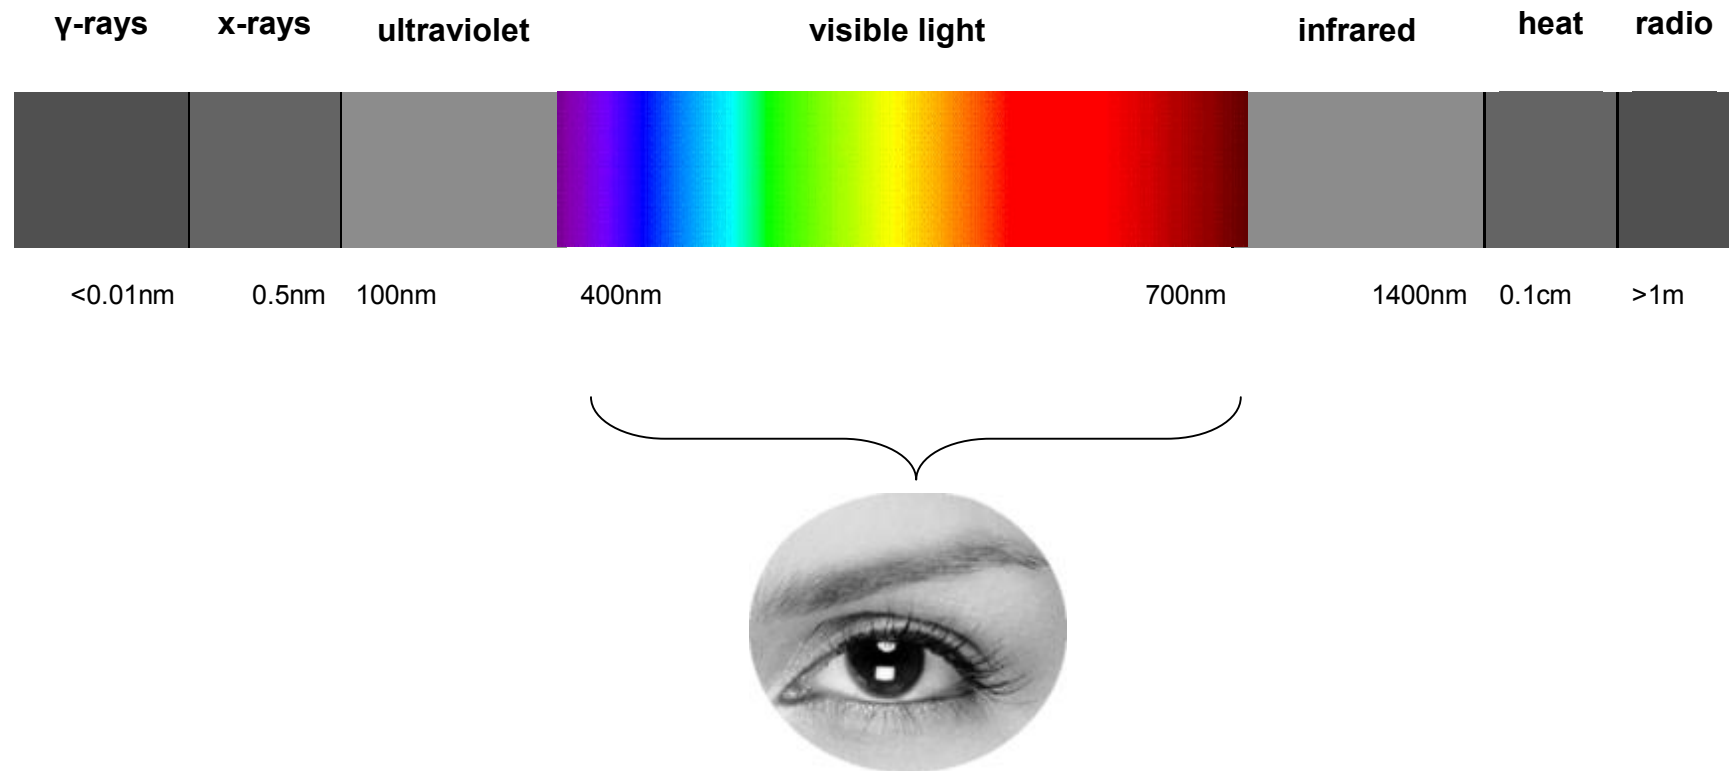 γ-rays x-rays ultraviolet visible light infrared heat radio
<0.01nm 0.5nm 100nm 400nm 700nm 1400nm 0.1cm >1m